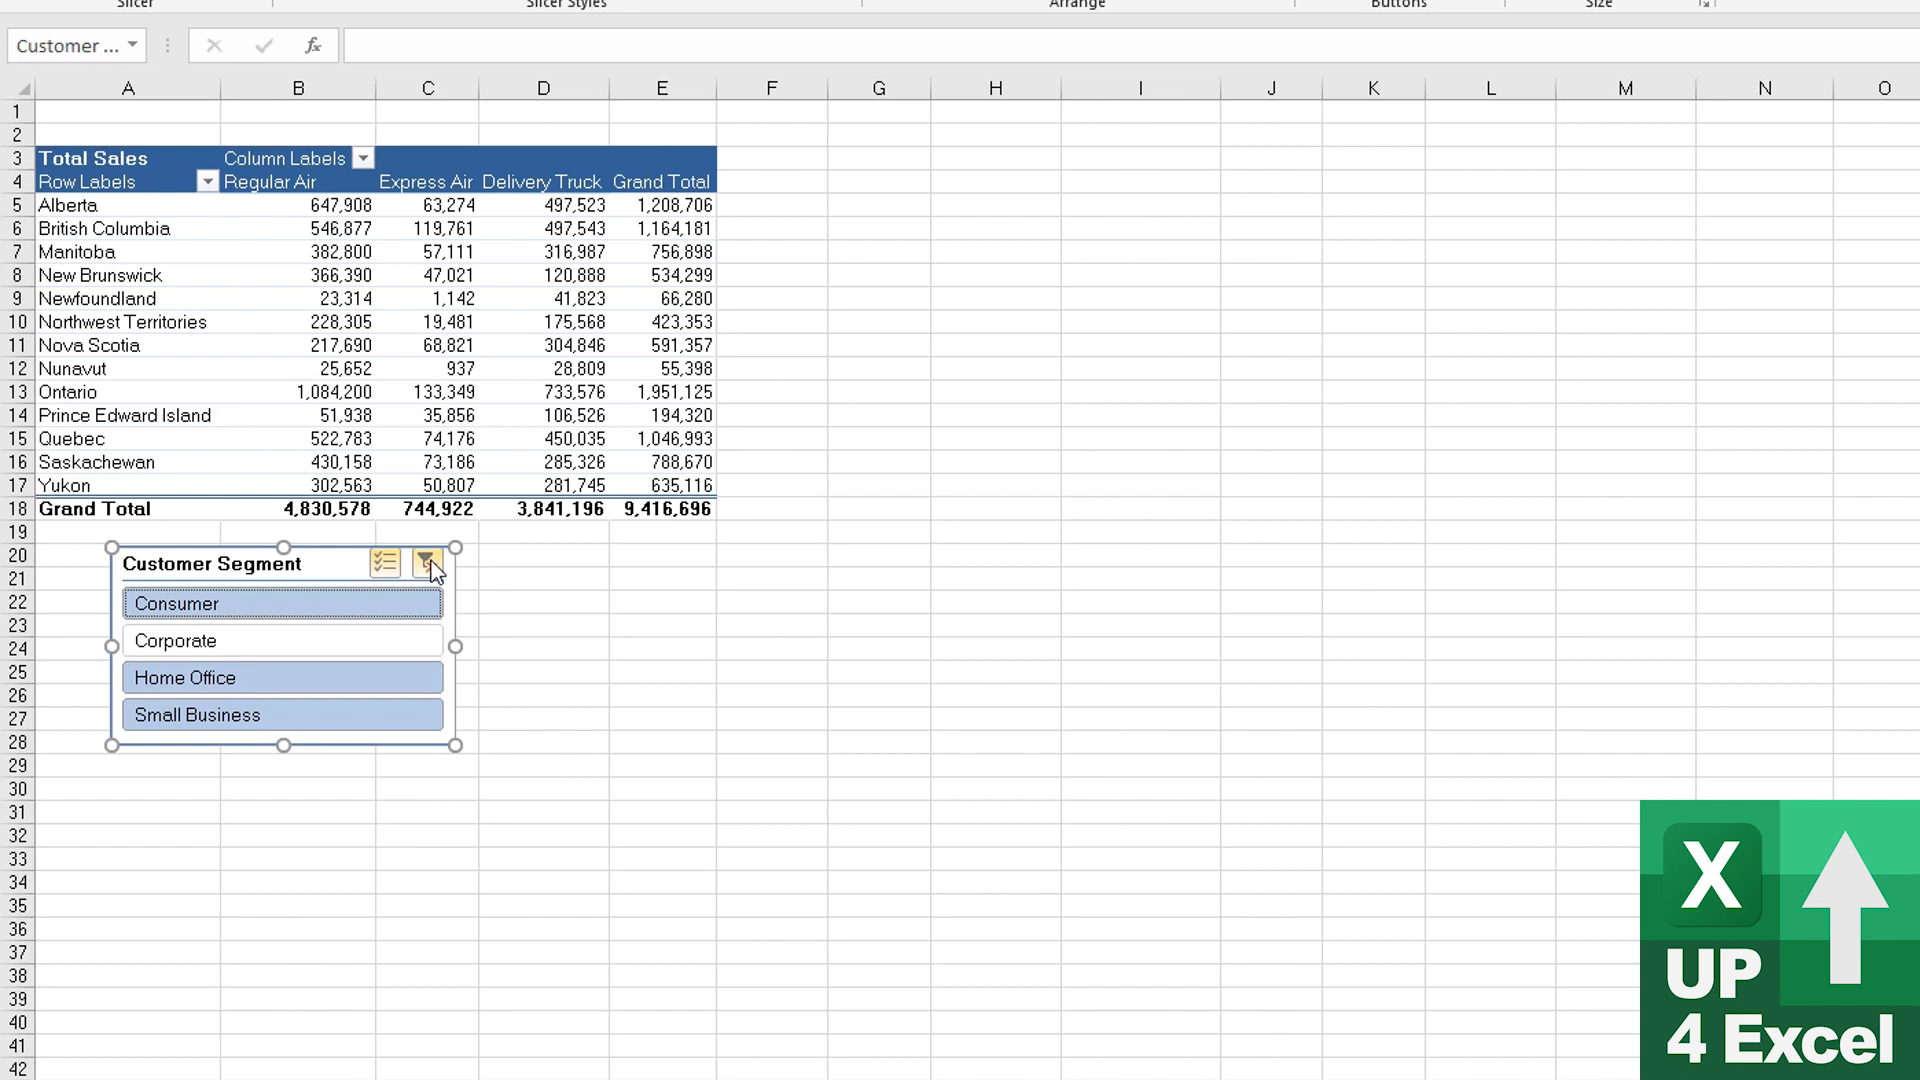 Slicer Slicer Styles Arrange Buttons Size
Customer ... fx
A B C D E F G H I J K L M N O
1
2
3 Total Sales Column Labels
4 Row Labels Regular Air Express Air Delivery Truck Grand Total
5 Alberta 647,908 63,274 497,523 1,208,706
6 British Columbia 546,877 119,761 497,543 1,164,181
7 Manitoba 382,800 57,111 316,987 756,898
8 New Brunswick 366,390 47,021 120,888 534,299
9 Newfoundland 23,314 1,142 41,823 66,280
10 Northwest Territories 228,305 19,481 175,568 423,353
11 Nova Scotia 217,690 68,821 304,846 591,357
12 Nunavut 25,652 937 28,809 55,398
13 Ontario 1,084,200 133,349 733,576 1,951,125
14 Prince Edward Island 51,938 35,856 106,526 194,320
15 Quebec 522,783 74,176 450,035 1,046,993
16 Saskachewan 430,158 73,186 285,326 788,670
17 Yukon 302,563 50,807 281,745 635,116
18 Grand Total 4,830,578 744,922 3,841,196 9,416,696
19
20
Customer Segment
21
22 Consumer
23
24 Corporate
25 Home Office
26
27 Small Business
28
29
30
31
32
33
34
35
36
37
38
39
40
41
42
X
UP
4 Excel